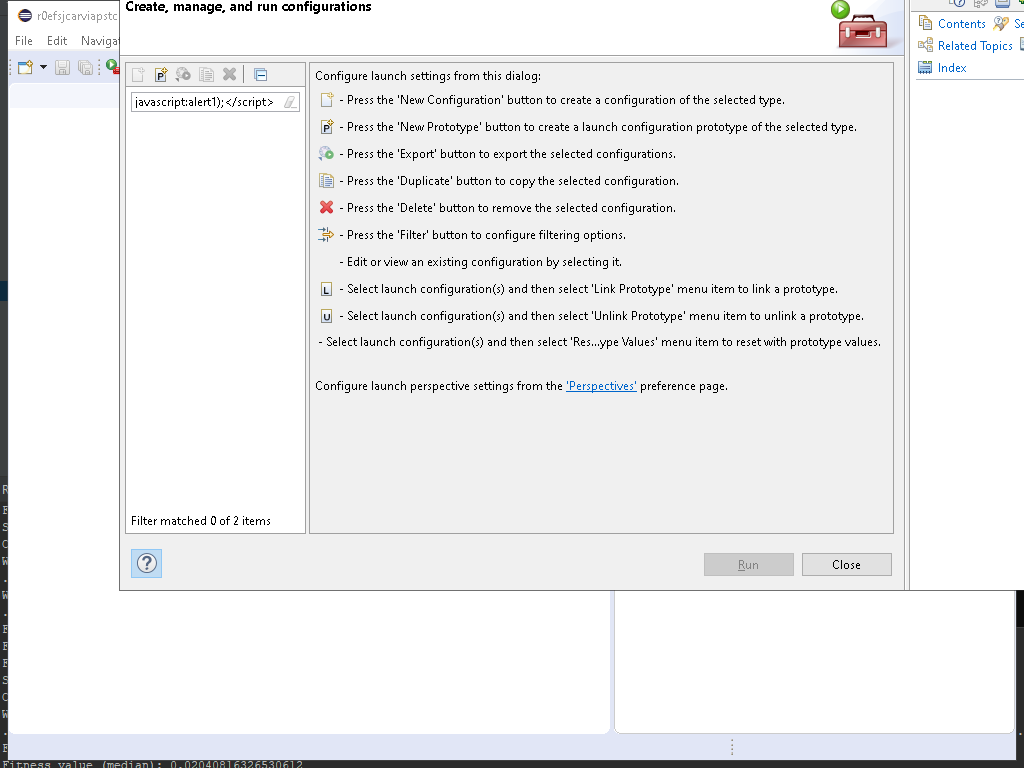 Create, manage, and run configurations
r0efsjcarviapstc
File Edit Naviga
Contents
Related Topics
Index
javascript:alert1);</script>
Configure launch settings from this dialog:
- Press the 'New Configuration' button to create a configuration of the selected type.
- Press the 'New Prototype' button to create a launch configuration prototype of the selected type.
- Press the 'Export' button to export the selected configurations.
- Press the 'Duplicate' button to copy the selected configuration.
- Press the 'Delete' button to remove the selected configuration.
- Press the 'Filter' button to configure filtering options.
- Edit or view an existing configuration by selecting it.
L - Select launch configuration(s) and then select 'Link Prototype' menu item to link a prototype.
U - Select launch configuration(s) and then select 'Unlink Prototype' menu item to unlink a prototype.
- Select launch configuration(s) and then select 'Res...ype Values' menu item to reset with prototype values.
Configure launch perspective settings from the 'Perspectives' preference page.
Filter matched 0 of 2 items
?
Run
Close
Fitness value (median): 0.02040816326530612